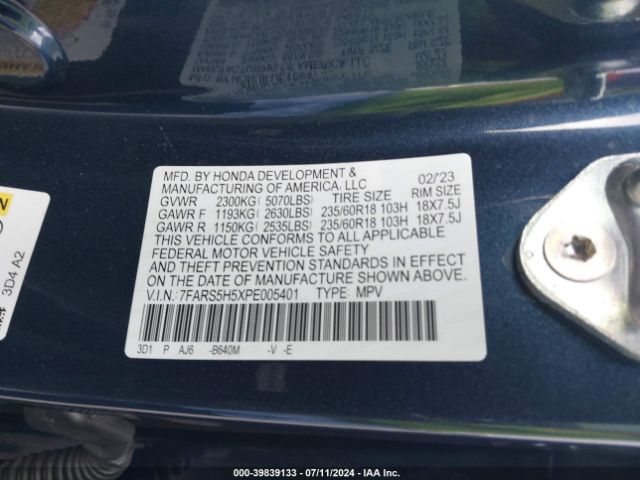 MFD. BY HONDA DEVELOPMENT & 02/'23
MANUFACTURING OF AMERICA, LLC
GVWR 2300KG( 5070LBS) TIRE SIZE RIM SIZE
GAWR F 1193KG( 2630LBS) 235/60R18 103H 18X7.5J
GAWR R 1150KG( 2535LBS) 235/60R18 103H 18X7.5J
THIS VEHICLE CONFORMS TO ALL APPLICABLE
FEDERAL MOTOR VEHICLE SAFETY
AND THEFT PREVENTION STANDARDS IN EFFECT
ON THE DATE OF MANUFACTURE SHOWN ABOVE.
V.I.N.: 7FARS5H5XPE005401 TYPE MPV
3D1 P AJ6 -B640M -V -E
3D4 A2
000-39839133 - 07/11/2024 - IAA Inc.